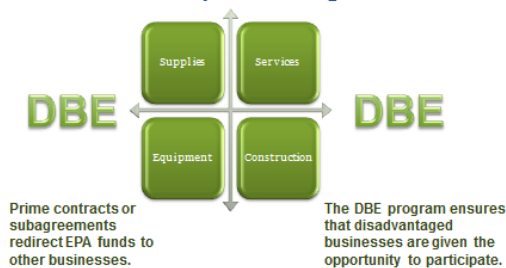 Supplies
Services
DBE
DBE
Equipment
Construction
Prime contracts or
subagreements
redirect EPA funds to
other businesses.
The DBE program ensures
that disadvantaged
businesses are given the
opportunity to participate.